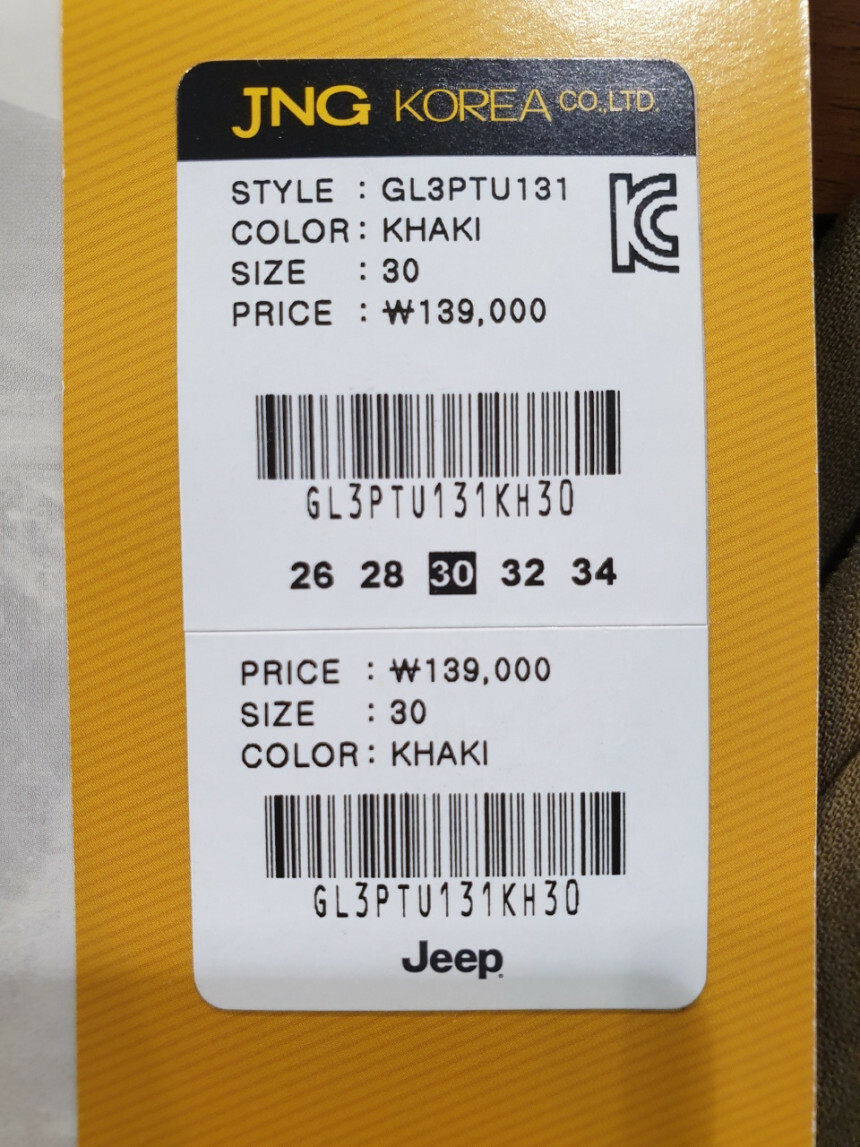 JNG KOREA CO.,LTD.
STYLE : GL3PTU131
COLOR : KHAKI
SIZE : 30
PRICE : ₩139,000
GL3PTU131KH30
26 28 30 32 34
PRICE : ₩139,000
SIZE : 30
COLOR : KHAKI
GL3PTU131KH30
Jeep